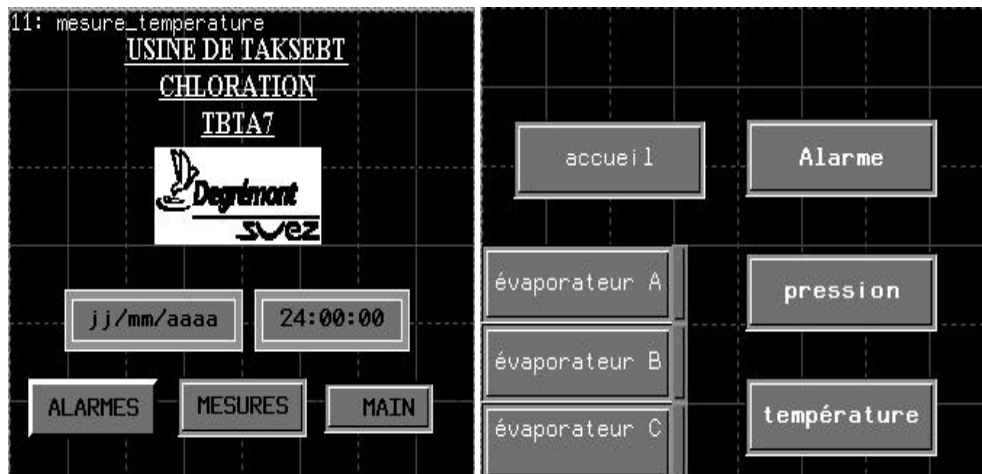 11: mesure_temperature
USINE DE TAKSEBT
CHLORATION
TBTA7
Degrémont
suez
jj/mm/aaaa
24:00:00
ALARMES
MESURES
MAIN
accueil
Alarme
évaporateur A
pression
évaporateur B
évaporateur C
température